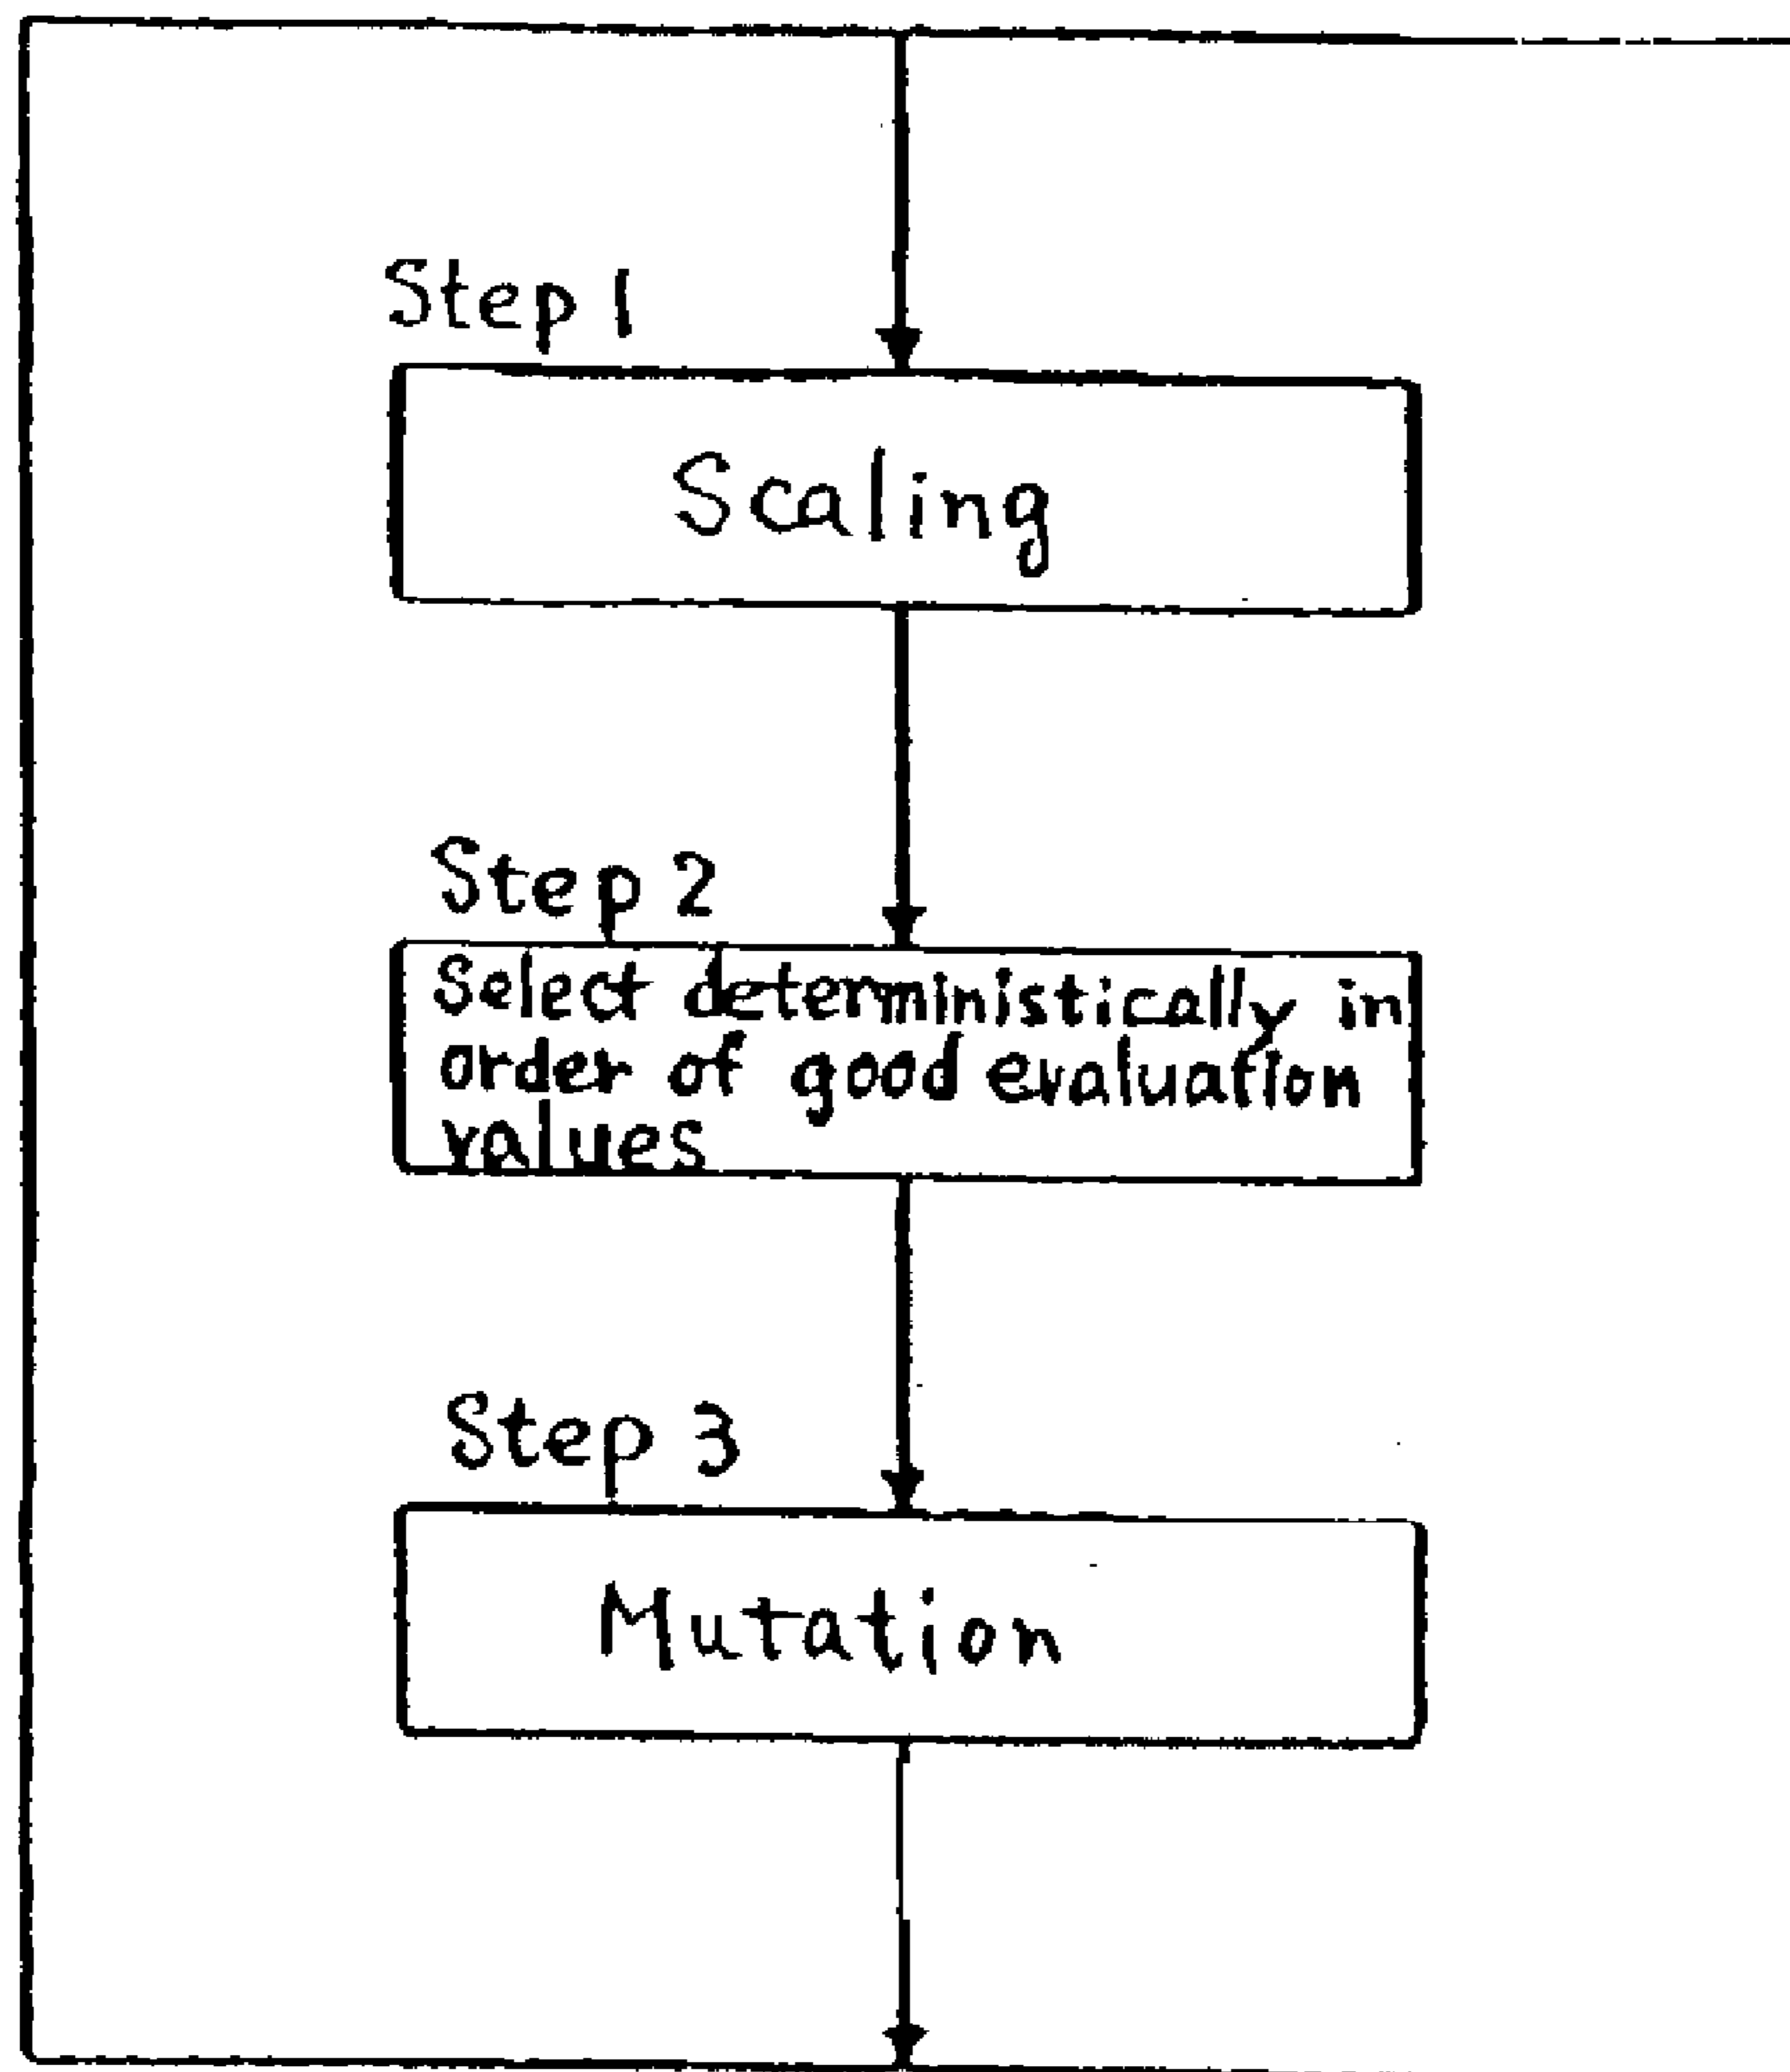 Step 1
Scaling
Step 2
Select deterministically in
order of good evaluation
values
Step 3
Mutation